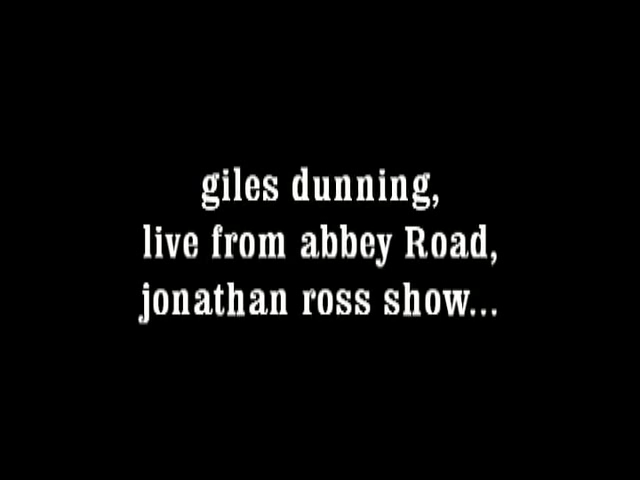 giles dunning,
live from abbey Road,
jonathan ross show...